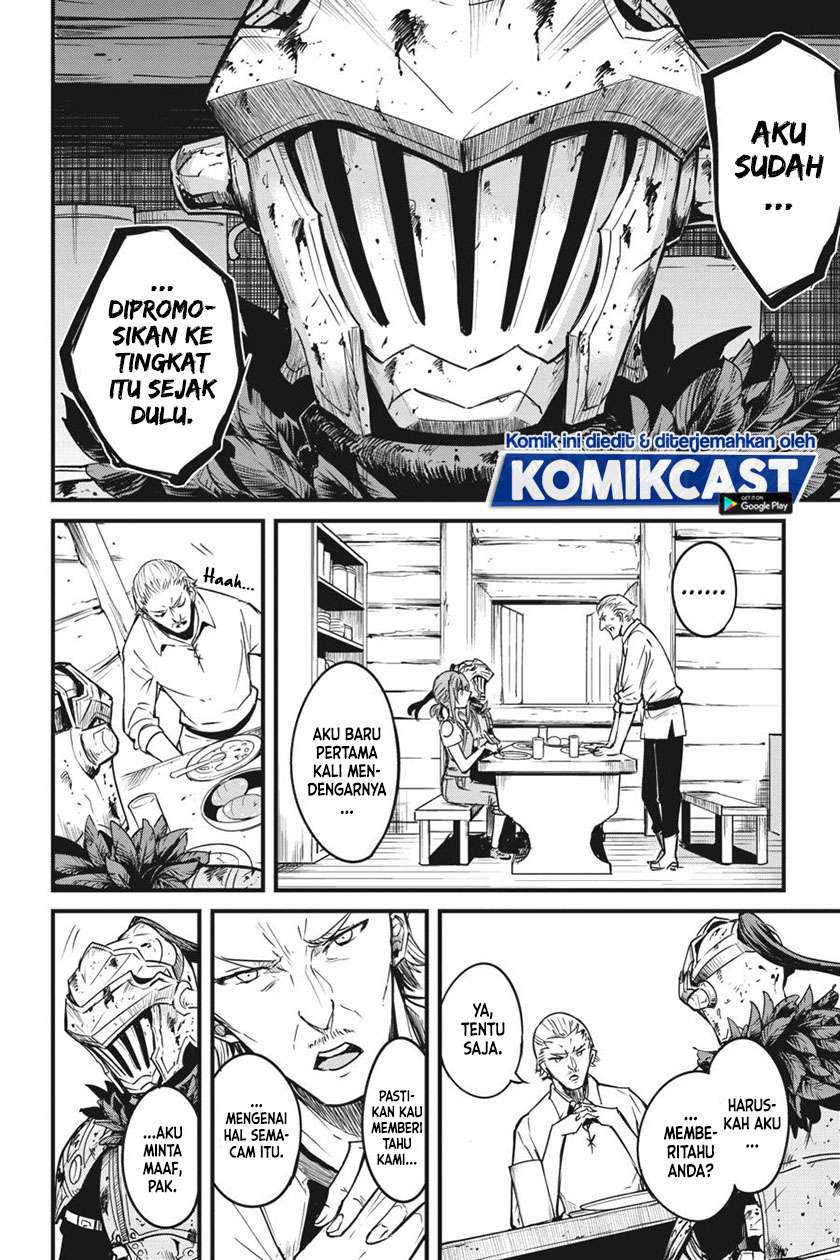 AKU
SUDAH
...
...
DIPROMO-
SIKAN KE
TINGKAT
ITU SEJAK
DULU.
Komik ini diedit & diterjemahkan oleh
KOMIKCAST
GET IT ON
Google Play
......
AKU BARU
PERTAMA
KALI MEN-
DENGARNYA
...
Haah...
HARUS-
KAH AKU
...
...
MEMBE-
RITAHU
ANDA?
YA,
TENTU
SAJA.
PASTI-
KAN KAU
MEMBERI
TAHU
KAMI...
...
MENGENAI
HAL SEMA-
CAM ITU.
...AKU
MINTA
MAAF,
PAK.